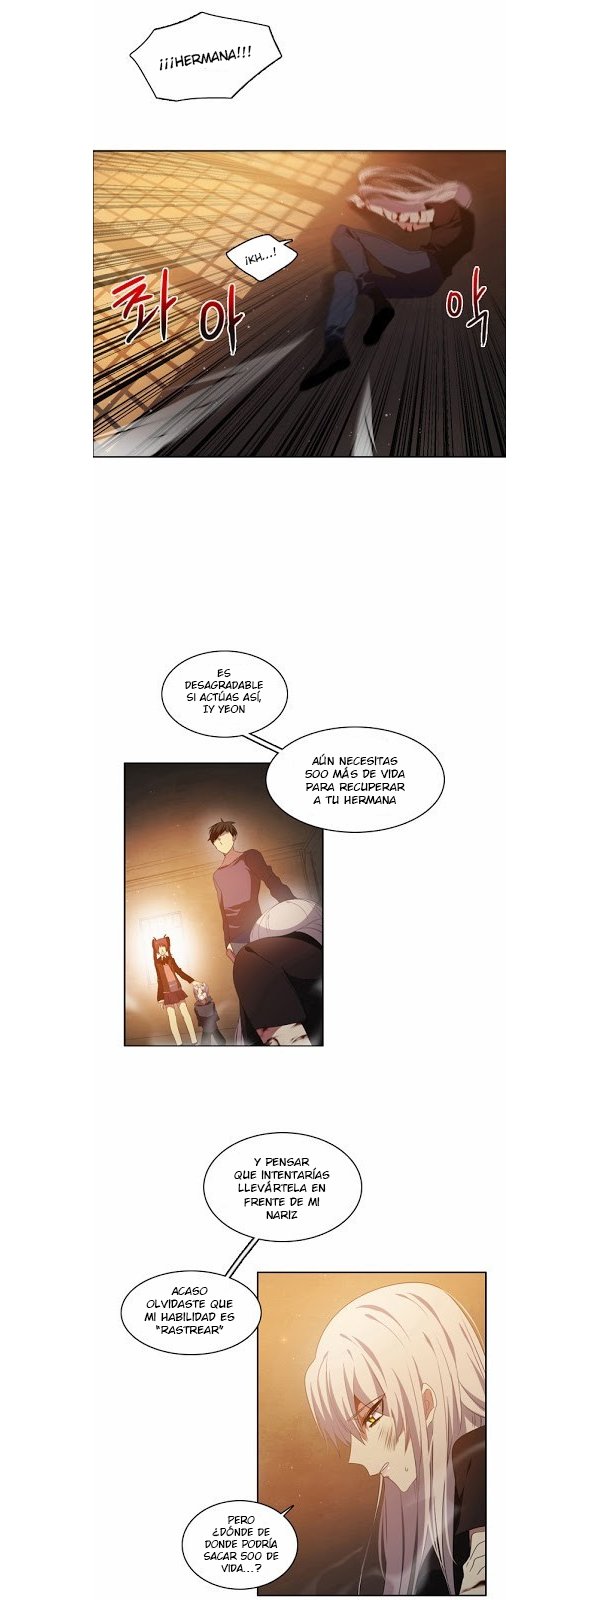 ¡¡¡HERMANA!!!
¡KH...!
촤 아 악
ES
DESAGRADABLE
SI ACTÚAS ASÍ,
IY YEON
AÚN NECESITAS
500 MÁS DE VIDA
PARA RECUPERAR
A TU HERMANA
Y PENSAR
QUE INTENTARÍAS
LLEVÁRTELA EN
FRENTE DE MI
NARIZ
ACASO
OLVIDASTE QUE
MI HABILIDAD ES
"RASTREAR"
PERO
¿DÓNDE DE
DONDE PODRÍA
SACAR 500 DE
VIDA...?